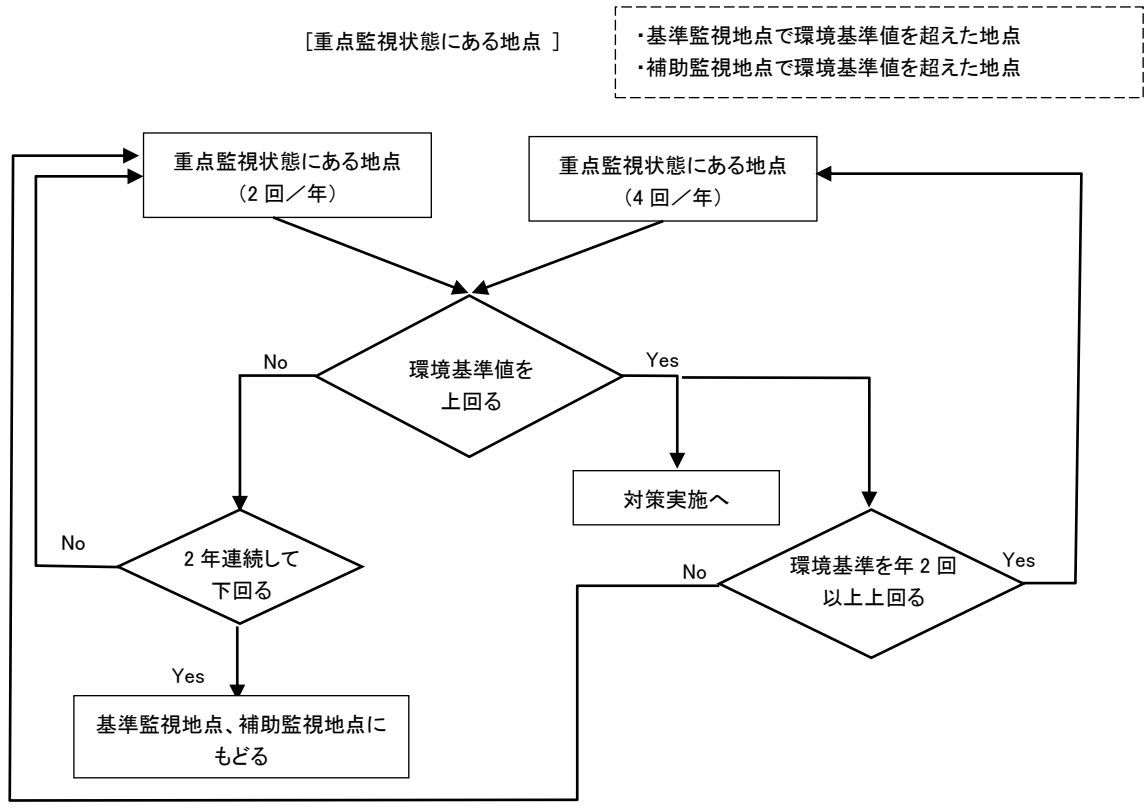 [重点監視状態にある地点 ]
・基準監視地点で環境基準値を超えた地点
・補助監視地点で環境基準値を超えた地点
重点監視状態にある地点
(2 回/年)
重点監視状態にある地点
(4 回/年)
No
環境基準値を
上回る
Yes
対策実施へ
No
2 年連続して
下回る
No
環境基準を年 2 回
以上上回る
Yes
Yes
基準監視地点、補助監視地点に
もどる